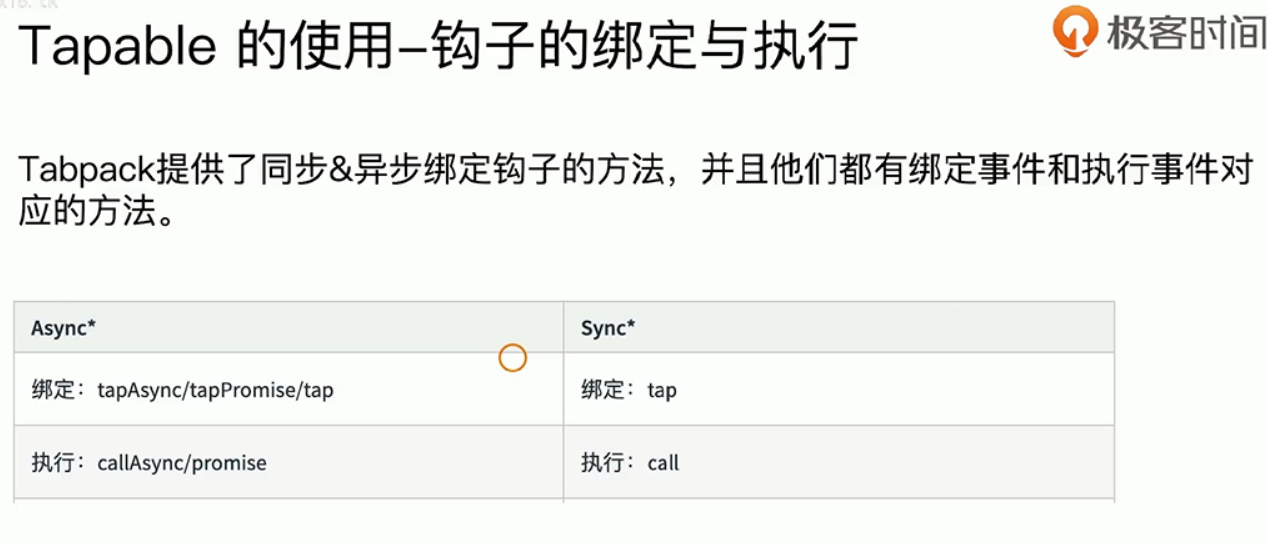 Tapable 的使用–钩子的绑定与执行
极客时间
Tabpack提供了同步&异步绑定钩子的方法，并且他们都有绑定事件和执行事件对
应的方法。
Async* Sync*
绑定：tapAsync/tapPromise/tap 绑定：tap
执行：callAsync/promise 执行：call